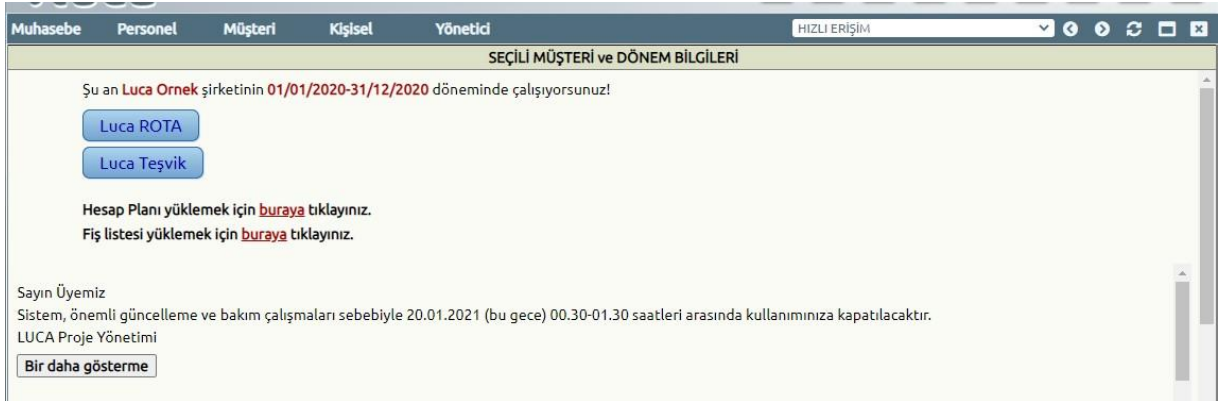 Muhasebe Personel Müşteri Kişisel Yönetici HIZLI ERİŞİM
SEÇİLİ MÜŞTERİ ve DÖNEM BİLGİLERİ
Şu an Luca Ornek şirketinin 01/01/2020-31/12/2020 döneminde çalışıyorsunuz!
Luca ROTA
Luca Teşvik
Hesap Planı yüklemek için buraya tıklayınız.
Fiş listesi yüklemek için buraya tıklayınız.
Sayın Üyemiz
Sistem, önemli güncelleme ve bakım çalışmaları sebebiyle 20.01.2021 (bu gece) 00.30-01.30 saatleri arasında kullanımınıza kapatılacaktır.
LUCA Proje Yönetimi
Bir daha gösterme